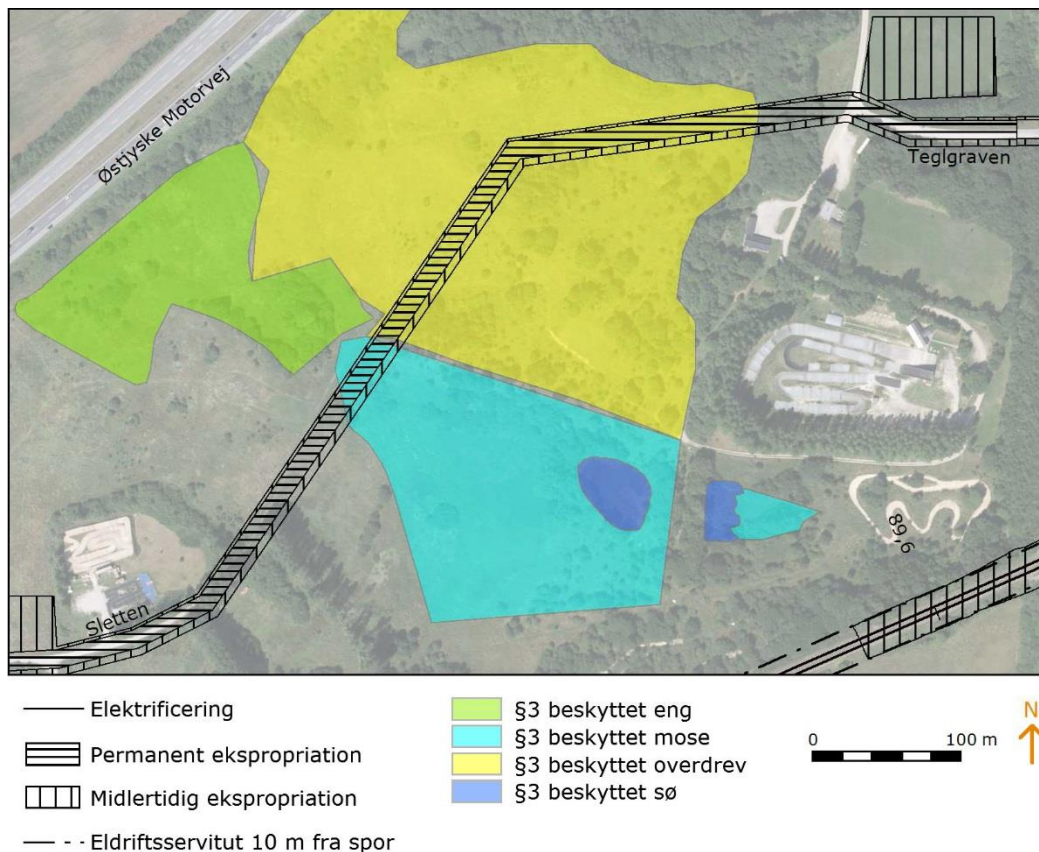 Østjyske Motorvej
Teglgraven
89,6
Sletten
Elektrificering
Permanent ekspropriation
Midlertidig ekspropriation
Eldriftsservitut 10 m fra spor
§3 beskyttet eng
§3 beskyttet mose
§3 beskyttet overdrev
§3 beskyttet sø
0 100 m
N